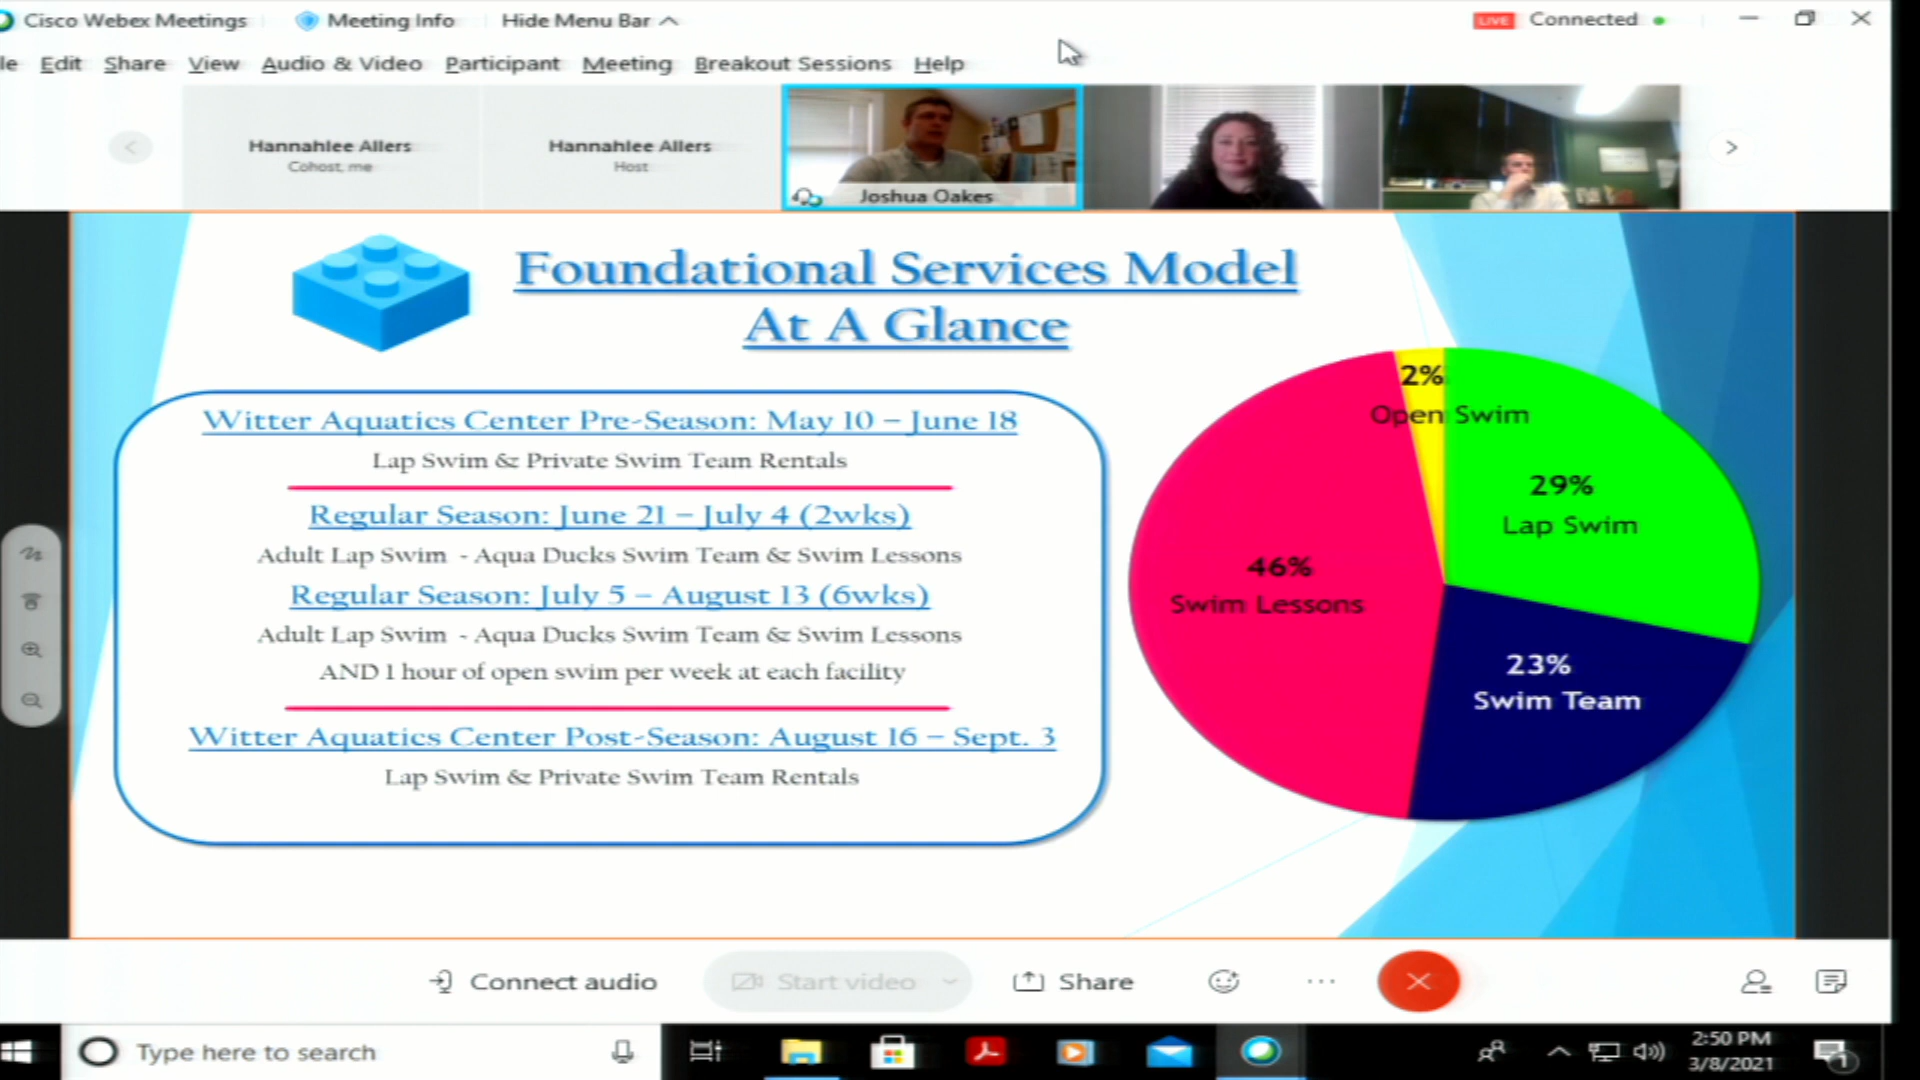 Cisco Webex Meetings Meeting Info Hide Menu Bar LIVE Connected
le Edit Share View Audio & Video Participant Meeting Breakout Sessions Help
Hannahlee Allers
Cohost, me
Hannahlee Allers
Host
Joshua Oakes
Foundational Services Model
At A Glance
Witter Aquatics Center Pre-Season: May 10 – June 18
Lap Swim & Private Swim Team Rentals
Regular Season: June 21 – July 4 (2wks)
Adult Lap Swim - Aqua Ducks Swim Team & Swim Lessons
Regular Season: July 5 – August 13 (6wks)
Adult Lap Swim - Aqua Ducks Swim Team & Swim Lessons
AND 1 hour of open swim per week at each facility
Witter Aquatics Center Post-Season: August 16 – Sept. 3
Lap Swim & Private Swim Team Rentals
2%
Open Swim
29%
Lap Swim
46%
Swim Lessons
23%
Swim Team
Connect audio Start video Share
Type here to search
2:50 PM
3/8/2021
1